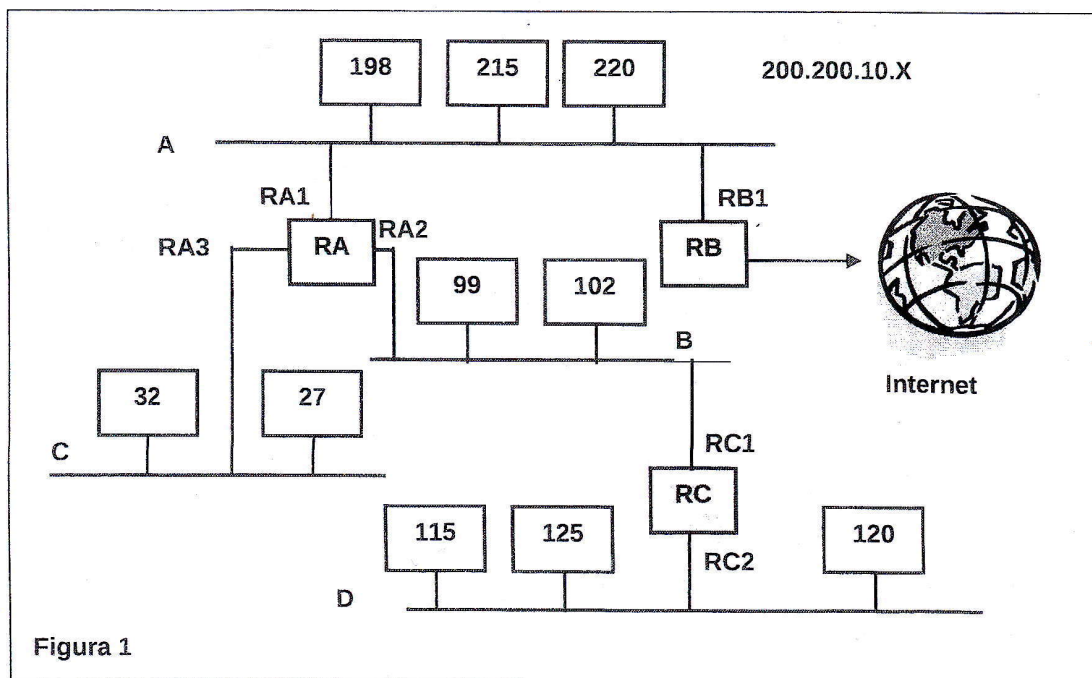 198
215
220
200.200.10.X
A
RA1
RB1
RA3
RA
RA2
RB
99
102
B
Internet
32
27
C
RC1
RC
115
125
120
RC2
D
Figura 1